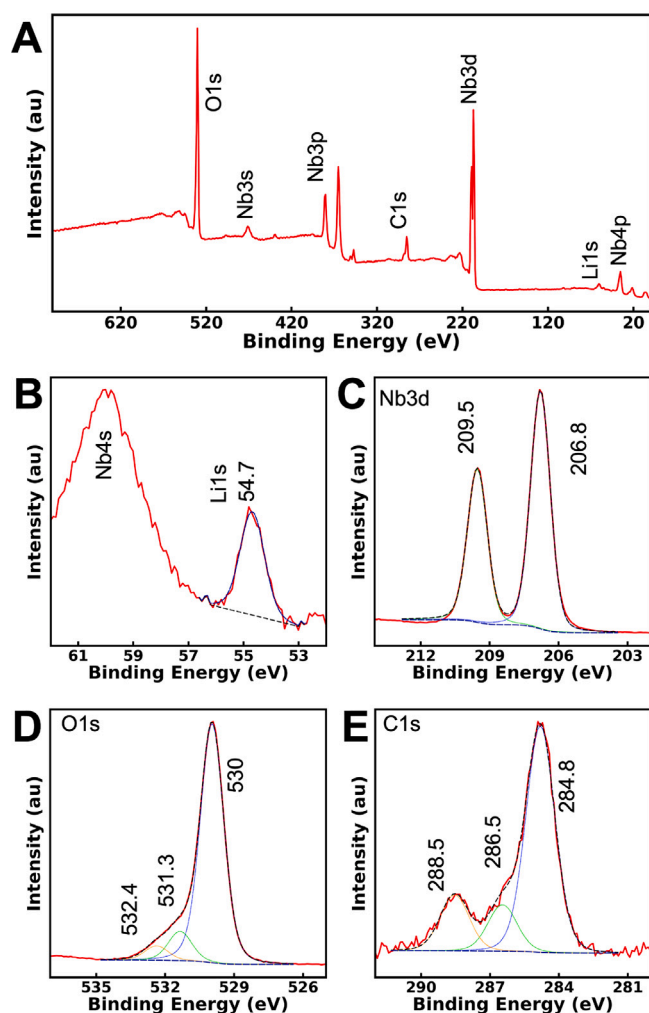 A
Intensity (au)
O1s
Nb3s
Nb3p
C1s
Nb3d
Li1s
Nb4p
620 520 420 320 220 120 20
Binding Energy (eV)
B
Intensity (au)
Nb4s
Li1s
54.7
61 59 57 55 53
Binding Energy (eV)
C
Nb3d
Intensity (au)
209.5
206.8
212 209 206 203
Binding Energy (eV)
D
O1s
Intensity (au)
532.4
531.3
530
535 532 529 526
Binding Energy (eV)
E
C1s
Intensity (au)
288.5
286.5
284.8
290 287 284 281
Binding Energy (eV)